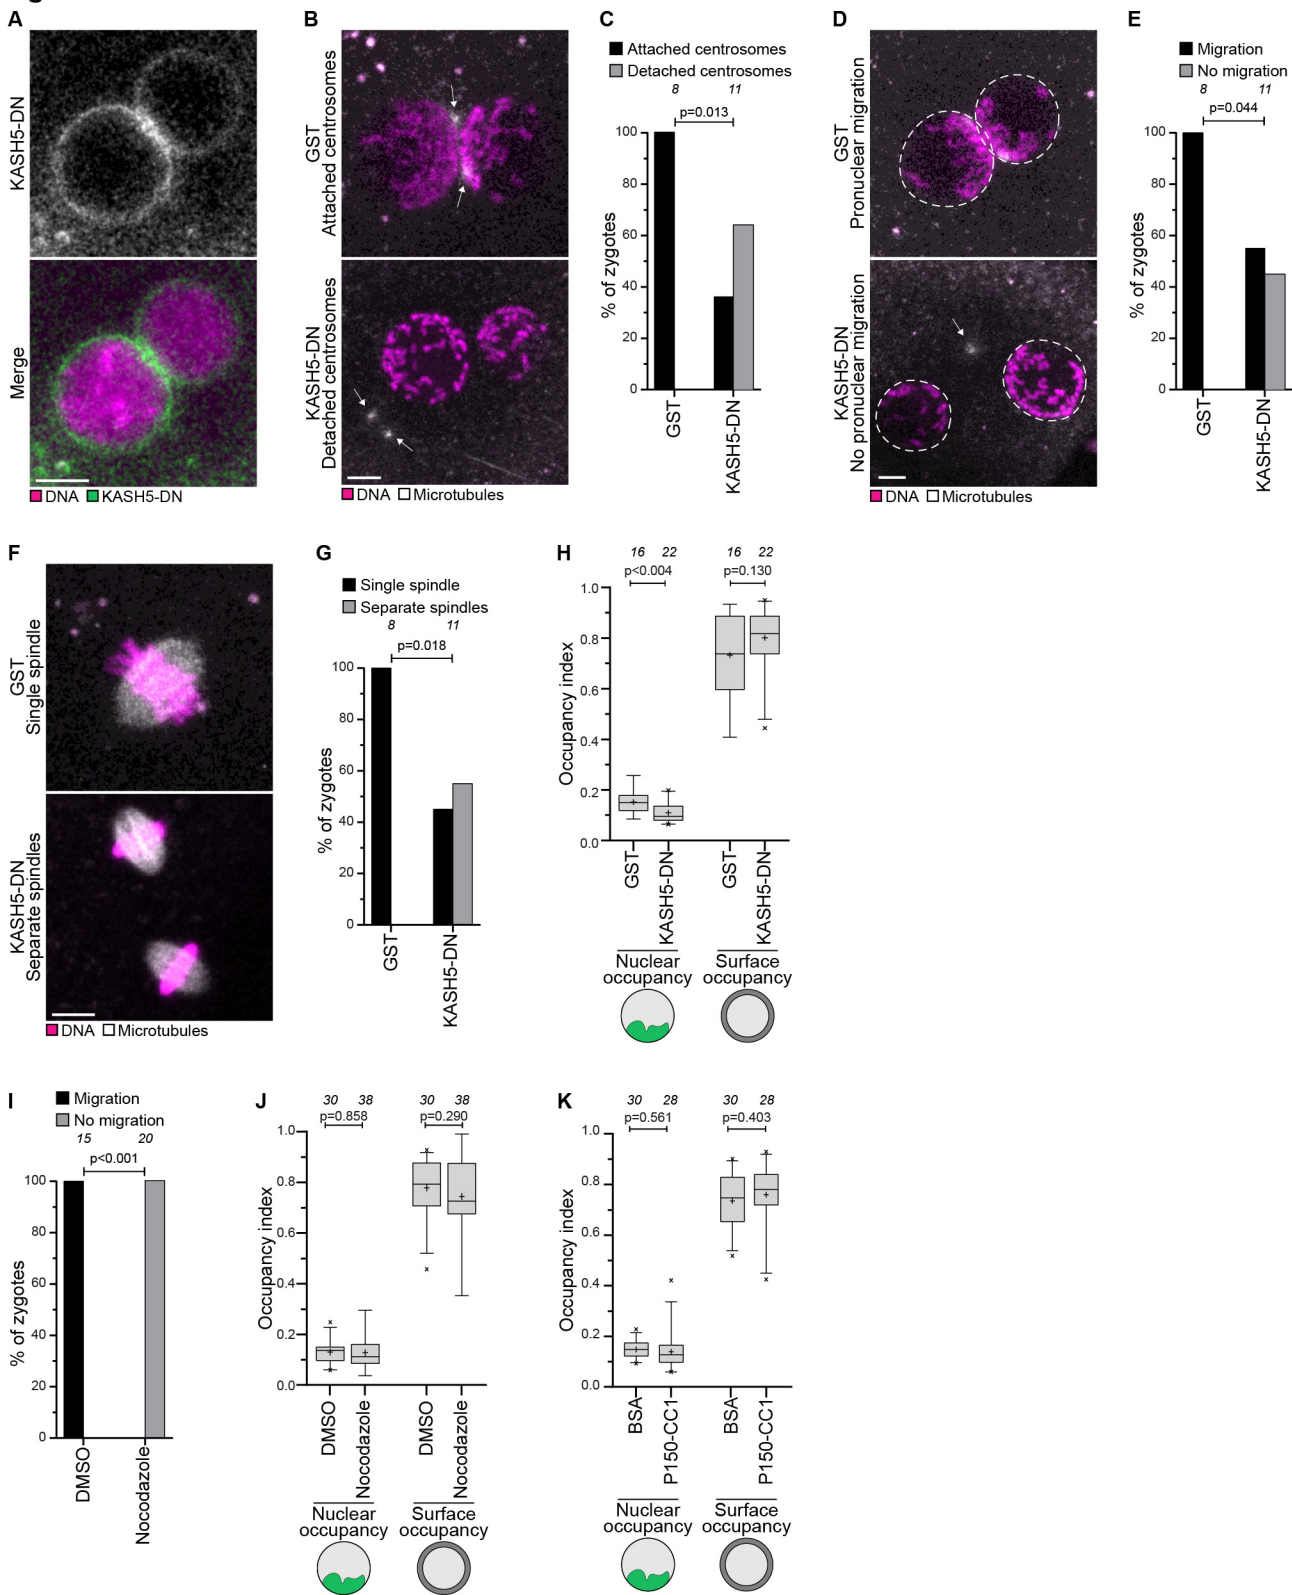 A
KASH5-DN
Merge
DNA KASH5-DN
B
GST
Attached centrosomes
KASH5-DN
Detached centrosomes
DNA Microtubules
C
Attached centrosomes
Detached centrosomes
8 11
p=0.013
100
80
60
40
20
0
% of zygotes
GST
KASH5-DN
D
GST
Pronuclear migration
KASH5-DN
No pronuclear migration
DNA Microtubules
E
Migration
No migration
8 11
p=0.044
100
80
60
40
20
0
% of zygotes
GST
KASH5-DN
F
GST
Single spindle
KASH5-DN
Separate spindles
DNA Microtubules
G
Single spindle
Separate spindles
8 11
p=0.018
100
80
60
40
20
0
% of zygotes
GST
KASH5-DN
H
16 22 16 22
p<0.004 p=0.130
1.0
0.8
0.6
0.4
0.2
0.0
Occupancy index
GST
KASH5-DN
GST
KASH5-DN
Nuclear
occupancy
Surface
occupancy
I
Migration
No migration
15 20
p<0.001
100
80
60
40
20
0
% of zygotes
DMSO
Nocodazole
J
30 38 30 38
p=0.858 p=0.290
1.0
0.8
0.6
0.4
0.2
0.0
Occupancy index
DMSO
Nocodazole
DMSO
Nocodazole
Nuclear
occupancy
Surface
occupancy
K
30 28 30 28
p=0.561 p=0.403
1.0
0.8
0.6
0.4
0.2
0.0
Occupancy index
BSA
P150-CC1
BSA
P150-CC1
Nuclear
occupancy
Surface
occupancy